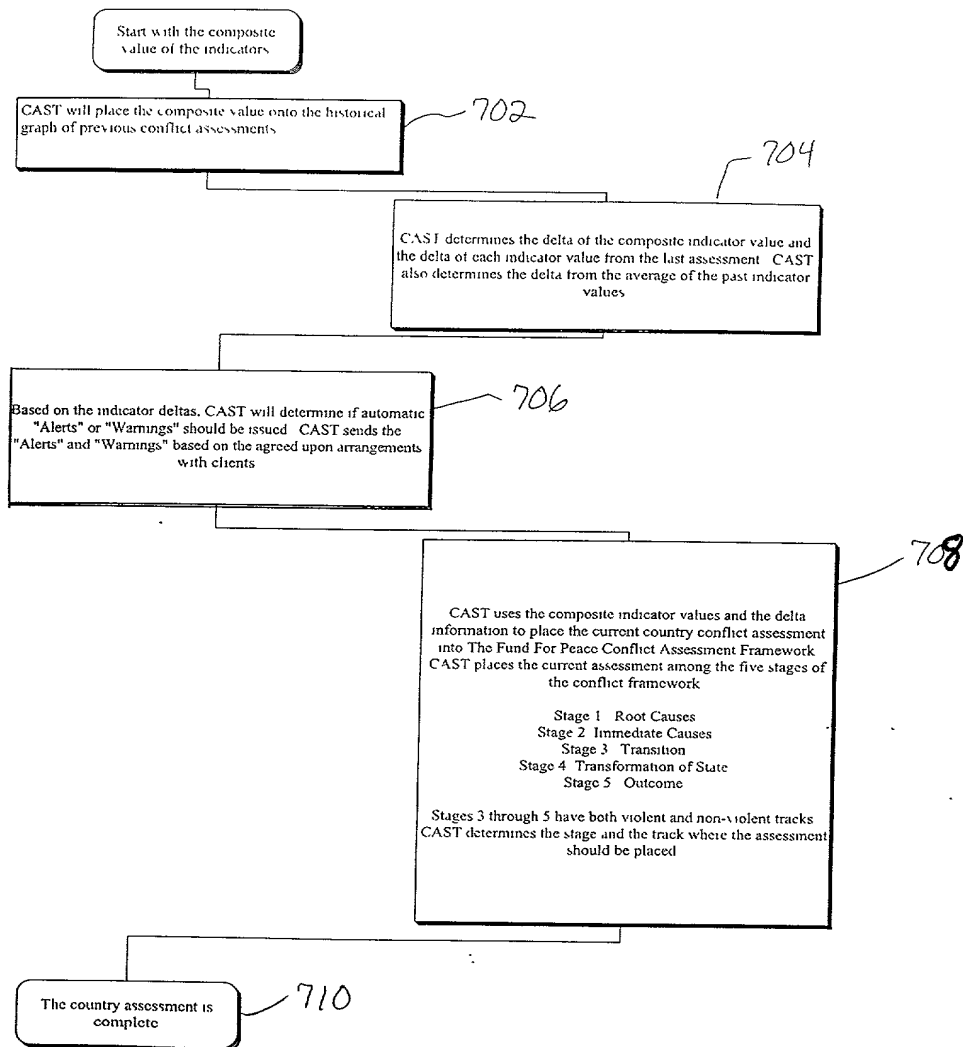 Start with the composite
value of the indicators
CAST will place the composite value onto the historical
graph of previous conflict assessments
702
704
CAST determines the delta of the composite indicator value and
the delta of each indicator value from the last assessment CAST
also determines the delta from the average of the past indicator
values
Based on the indicator deltas, CAST will determine if automatic
"Alerts" or "Warnings" should be issued CAST sends the
"Alerts" and "Warnings" based on the agreed upon arrangements
with clients
706
708
CAST uses the composite indicator values and the delta
information to place the current country conflict assessment
into The Fund For Peace Conflict Assessment Framework
CAST places the current assessment among the five stages of
the conflict framework
Stage 1 Root Causes
Stage 2 Immediate Causes
Stage 3 Transition
Stage 4 Transformation of State
Stage 5 Outcome
Stages 3 through 5 have both violent and non-violent tracks
CAST determines the stage and the track where the assessment
should be placed
The country assessment is
complete
710